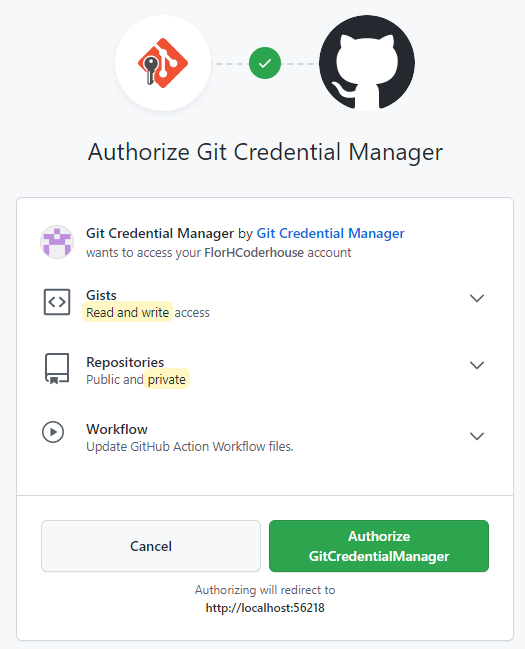 Authorize Git Credential Manager
Git Credential Manager by Git Credential Manager
wants to access your FlorHCoderhouse account
Gists
Read and write access
Repositories
Public and private
Workflow
Update GitHub Action Workflow files.
Cancel
Authorize
GitCredentialManager
Authorizing will redirect to
http://localhost:56218